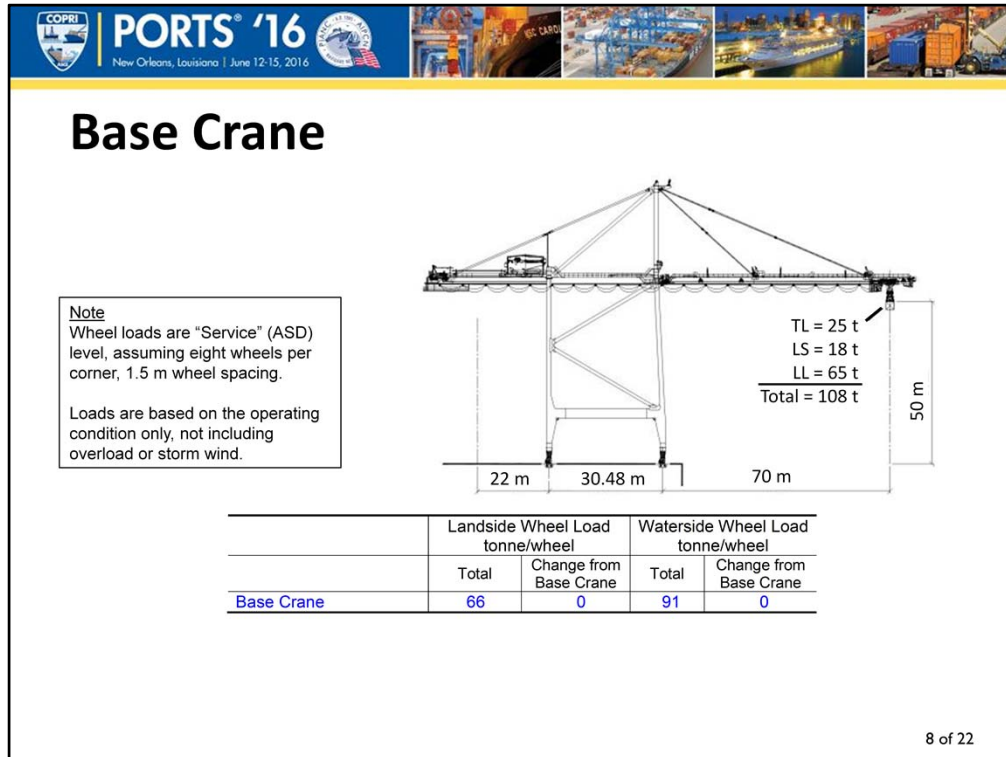 COPRI
PORTS® '16
New Orleans, Louisiana | June 12-15, 2016
Base Crane
Note
Wheel loads are “Service” (ASD)
level, assuming eight wheels per
corner, 1.5 m wheel spacing.
Loads are based on the operating
condition only, not including
overload or storm wind.
TL = 25 t
LS = 18 t
LL = 65 t
Total = 108 t
50 m
22 m 30.48 m 70 m
Landside Wheel Load Waterside Wheel Load
tonne/wheel tonne/wheel
Total Change from Total Change from
Base Crane Base Crane
Base Crane 66 0 91 0
8 of 22